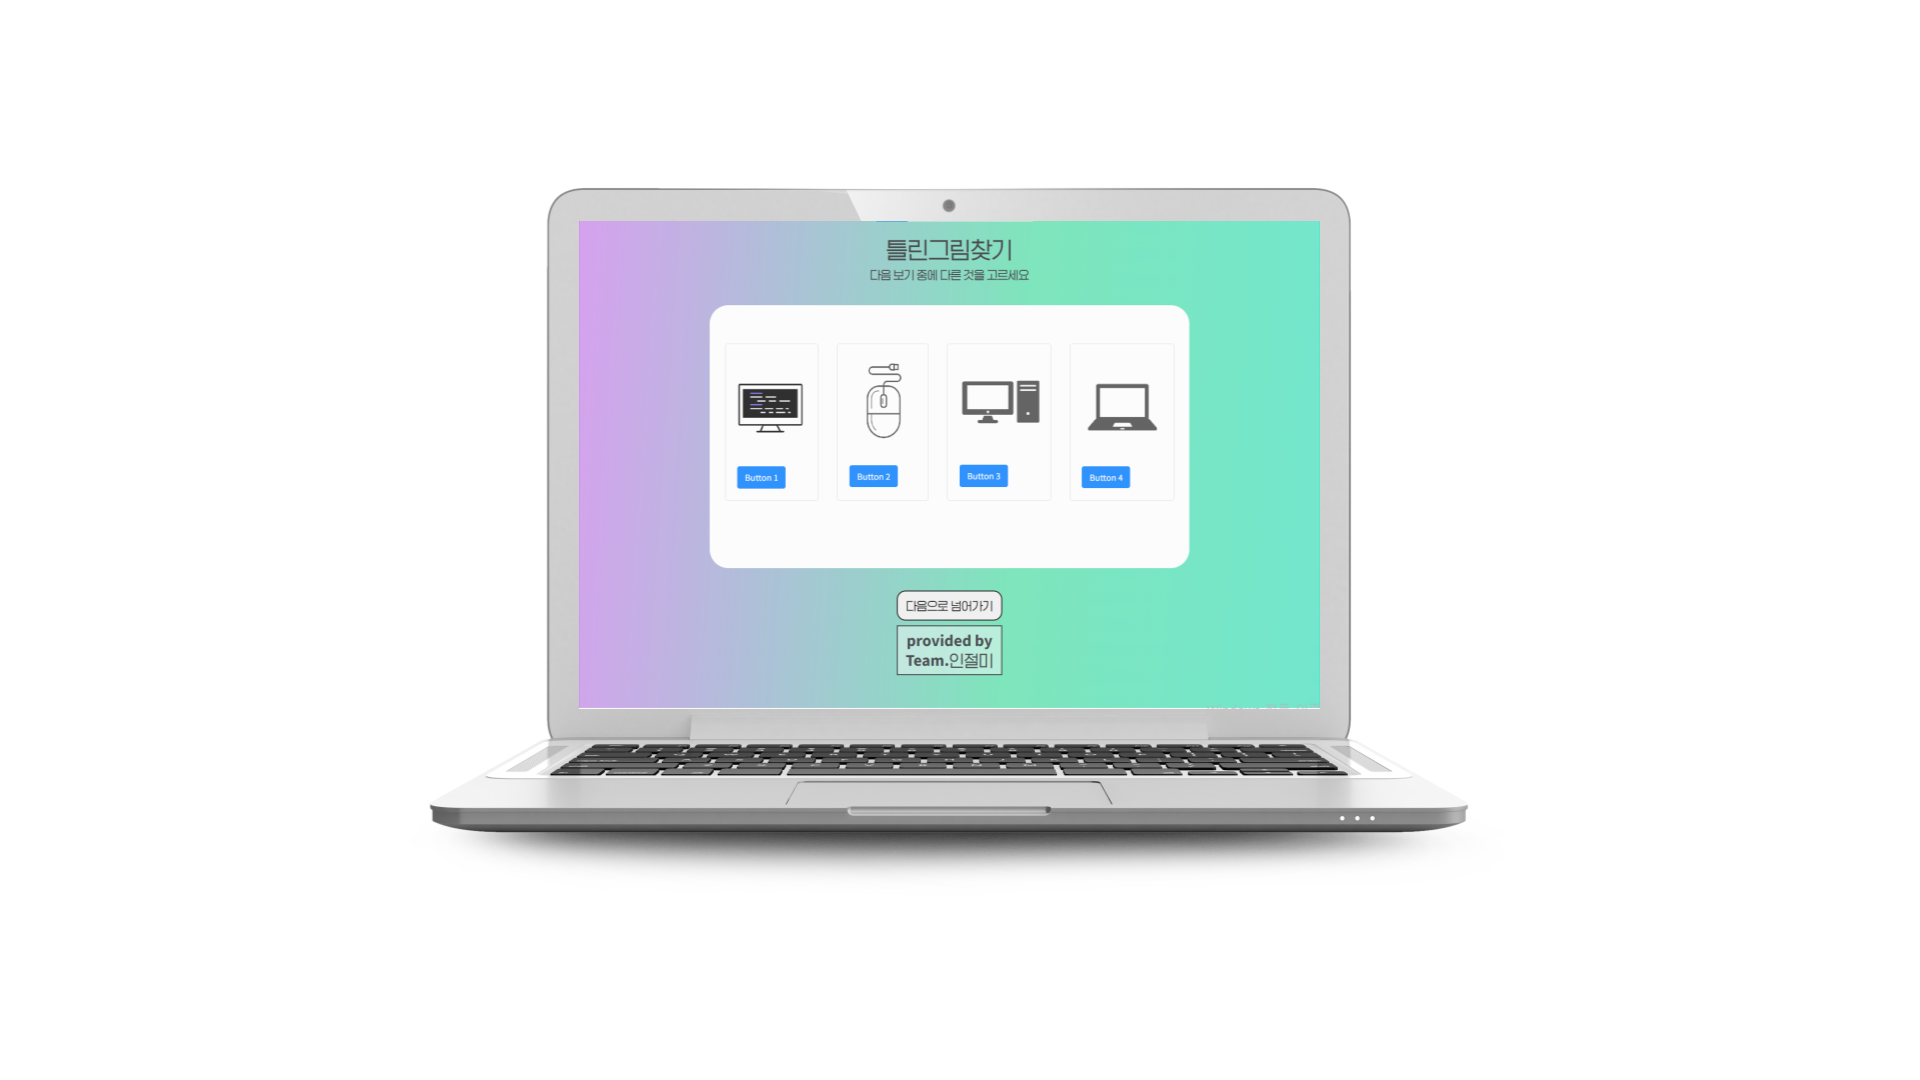 틀린그림찾기
다음 보기 중에 다른 것을 고르세요
Button 1
Button 2
Button 3
Button 4
다음으로 넘어가기
provided by
Team.인절미